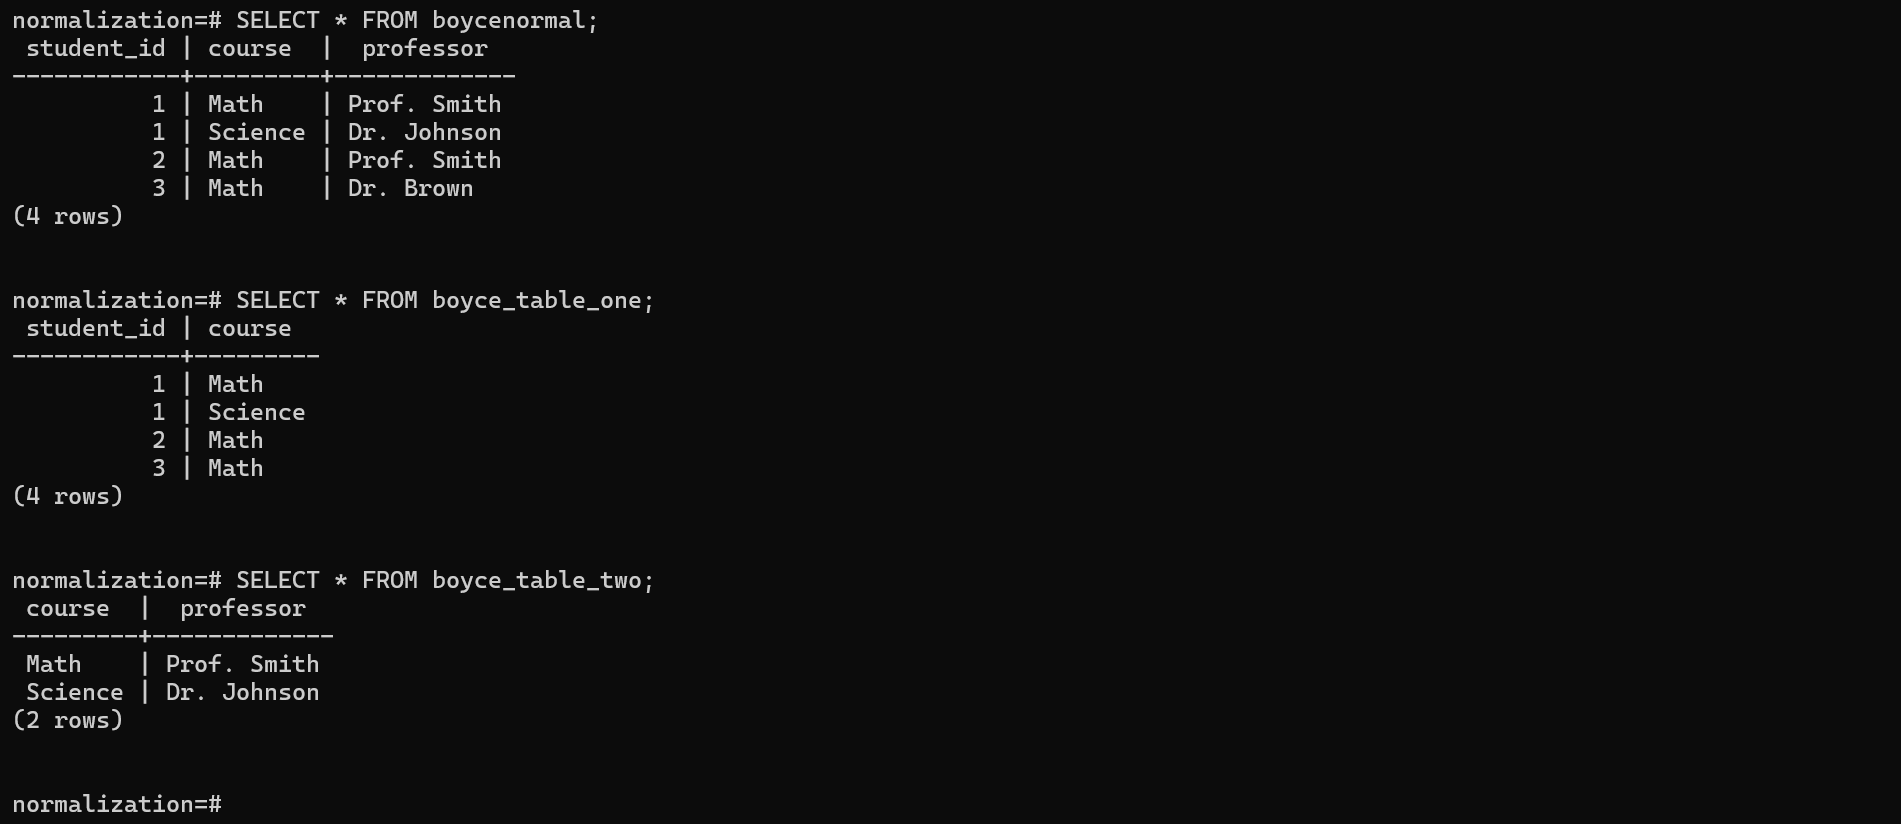 normalization=# SELECT * FROM boycenormal;
 student_id | course  |  professor
------------+---------+-------------
          1 | Math    | Prof. Smith
          1 | Science | Dr. Johnson
          2 | Math    | Prof. Smith
          3 | Math    | Dr. Brown
(4 rows)
normalization=# SELECT * FROM boyce_table_one;
 student_id | course
------------+---------
          1 | Math
          1 | Science
          2 | Math
          3 | Math
(4 rows)
normalization=# SELECT * FROM boyce_table_two;
 course  |  professor
---------+-------------
 Math    | Prof. Smith
 Science | Dr. Johnson
(2 rows)
normalization=#